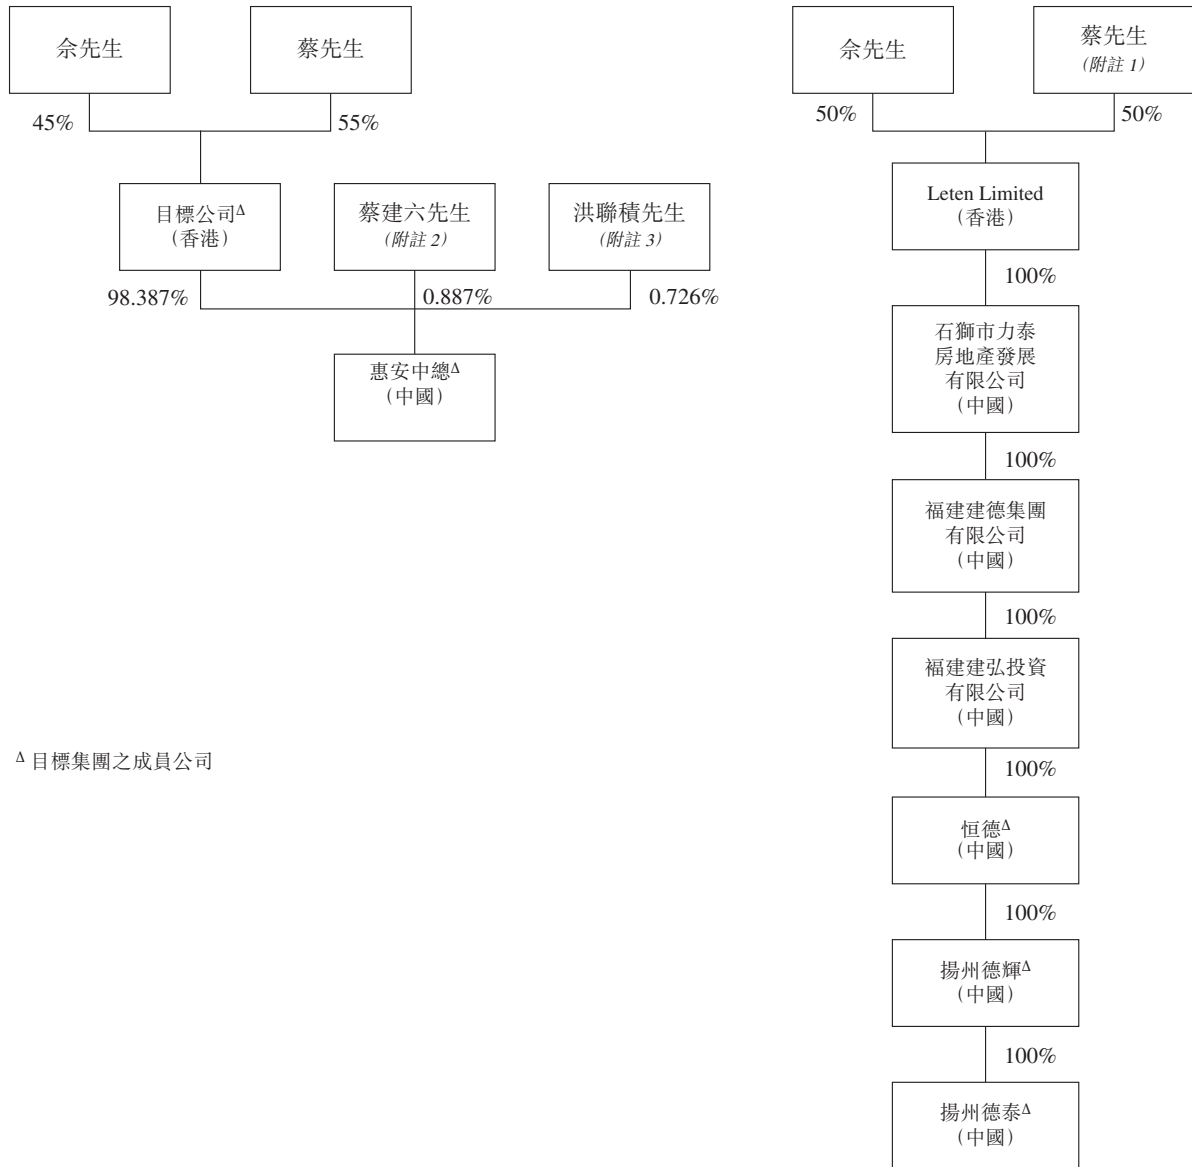 佘先生
蔡先生
45%
55%
目標公司Δ
（香港）
蔡建六先生
(附註 2)
洪聯積先生
(附註 3)
98.387%
0.887%
0.726%
惠安中總Δ
（中國）
佘先生
蔡先生
(附註 1)
50%
50%
Leten Limited
（香港）
100%
石獅市力泰
房地產發展
有限公司
（中國）
100%
福建建德集團
有限公司
（中國）
100%
福建建弘投資
有限公司
（中國）
100%
恒德Δ
（中國）
100%
揚州德輝Δ
（中國）
100%
揚州德泰Δ
（中國）
Δ 目標集團之成員公司